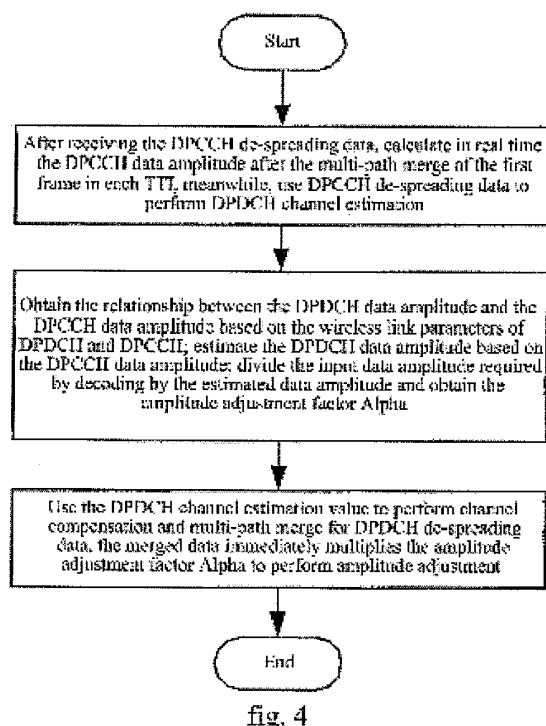 Start
After receiving the DPCCH de-spreading data, calculate in real time
the DPCCH data amplitude after the multi-path merge of the first
frame in each TTI, meanwhile, use DPCCH de-spreading data to
perform DPDCH channel estimation
Obtain the relationship between the DPDCH data amplitude and the
DPCCH data amplitude based on the wireless link parameters of
DPDCH and DPCCH; estimate the DPDCH data amplitude based on
the DPCCH data amplitude; divide the input data amplitude required
by decoding by the estimated data amplitude and obtain the
amplitude adjustment factor Alpha
Use the DPDCH channel estimation value to perform channel
compensation and multi-path merge for DPDCH de-spreading
data, the merged data immediately multiplies the amplitude
adjustment factor Alpha to perform amplitude adjustment
End
fig. 4